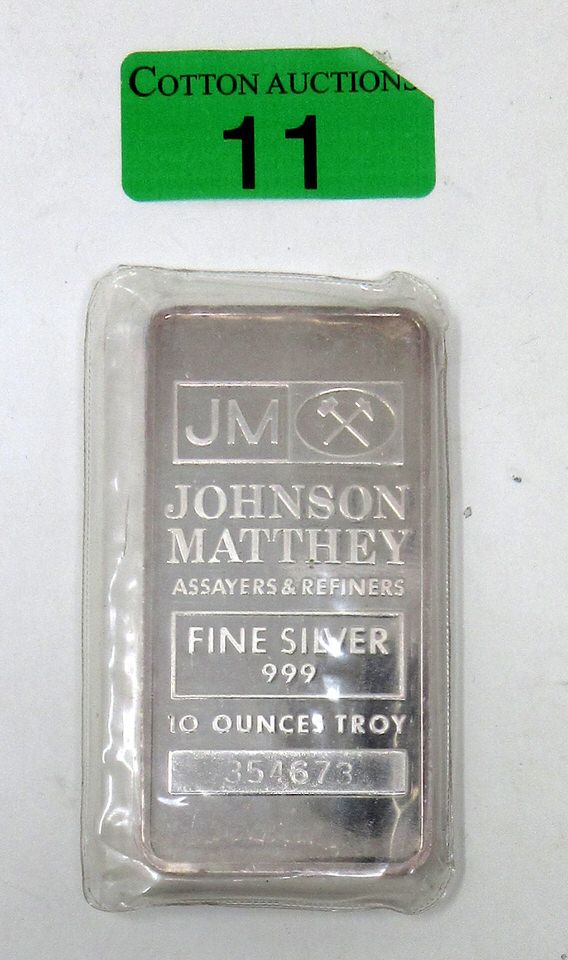 COTTON AUCTIONS
11
JM
JOHNSON
MATTHEY
ASSAYERS & REFINERS
FINE SILVER
999
10 OUNCES TROY
354673